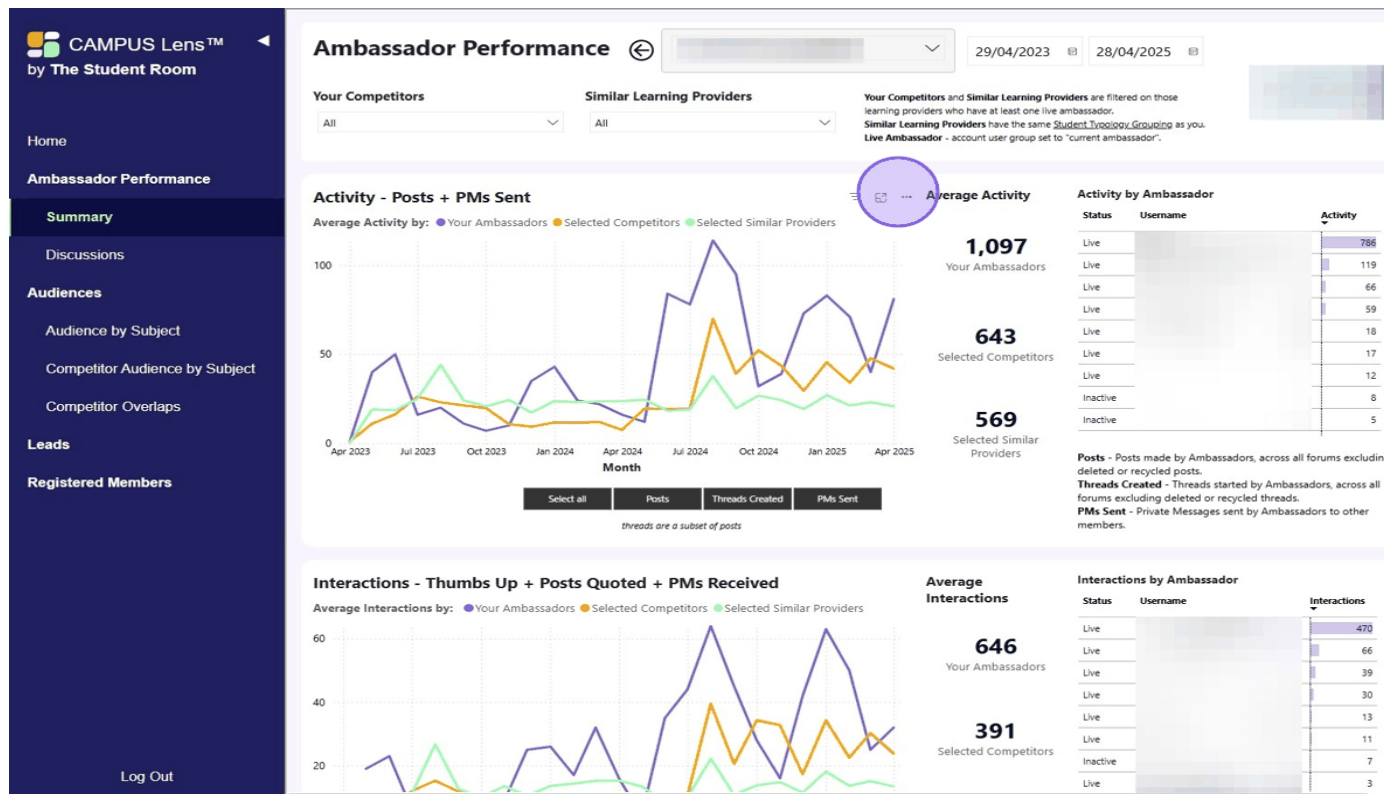 CAMPUS Lens™
by The Student Room
Home
Ambassador Performance
Summary
Discussions
Audiences
Audience by Subject
Competitor Audience by Subject
Competitor Overlaps
Leads
Registered Members
Log Out
Ambassador Performance
29/04/2023
28/04/2025
Your Competitors
All
Similar Learning Providers
All
Your Competitors and Similar Learning Providers are filtered on those
learning providers who have at least one live ambassador.
Similar Learning Providers have the same Student Typology Grouping as you.
Live Ambassador - account user group set to "current ambassador".
Activity - Posts + PMs Sent
Average Activity by: Your Ambassadors Selected Competitors Selected Similar Providers
100
50
0
Apr 2023 Jul 2023 Oct 2023 Jan 2024 Apr 2024 Jul 2024 Oct 2024 Jan 2025 Apr 2025
Month
Select all Posts Threads Created PMs Sent
threads are a subset of posts
Average Activity
1,097
Your Ambassadors
643
Selected Competitors
569
Selected Similar
Providers
Activity by Ambassador
Status Username Activity
Live 786
Live 119
Live 66
Live 59
Live 18
Live 17
Live 12
Inactive 8
Inactive 5
Posts - Posts made by Ambassadors, across all forums excludin
deleted or recycled posts.
Threads Created - Threads started by Ambassadors, across all
forums excluding deleted or recycled threads.
PMs Sent - Private Messages sent by Ambassadors to other
members.
Interactions - Thumbs Up + Posts Quoted + PMs Received
Average Interactions by: Your Ambassadors Selected Competitors Selected Similar Providers
60
40
20
Average
Interactions
646
Your Ambassadors
391
Selected Competitors
Interactions by Ambassador
Status Username Interactions
Live 470
Live 66
Live 39
Live 30
Live 13
Live 11
Inactive 7
Live 3